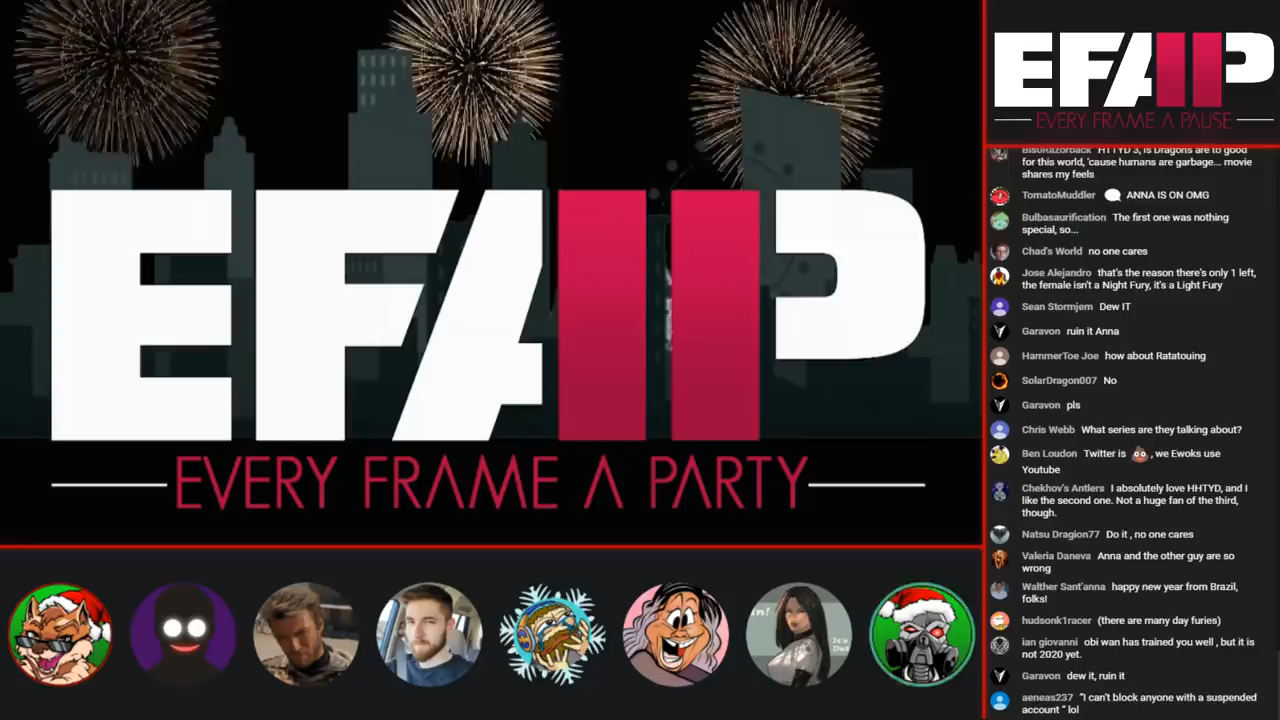 EFAP
EVERY FRAME A PARTY
in!
It's
EFAP
EVERY FRAME A PAUSE
BisoRazorback HTTYD 3, is Dragons are to good
for this world, 'cause humans are garbage... movie
shares my feels
TomatoMuddler ANNA IS ON OMG
Bulbasaurification The first one was nothing
special, so...
Chad's World no one cares
Jose Alejandro that's the reason there's only 1 left,
the female isn't a Night Fury, it's a Light Fury
Sean Stormjem Dew IT
Garavon ruin it Anna
HammerToe Joe how about Ratatouing
SolarDragon007 No
Garavon pls
Chris Webb What series are they talking about?
Ben Loudon Twitter is 💩, we Ewoks use
Youtube
Chekhov's Antlers I absolutely love HHTYD, and I
like the second one. Not a huge fan of the third,
though.
Natsu Dragion77 Do it , no one cares
Valeria Daneva Anna and the other guy are so
wrong
Walther Sant'anna happy new year from Brazil,
folks!
hudsonk1racer (there are many day furies)
ian giovanni obi wan has trained you well , but it is
not 2020 yet.
Garavon dew it, ruin it
aeneas237 "I can't block anyone with a suspended
account " lol